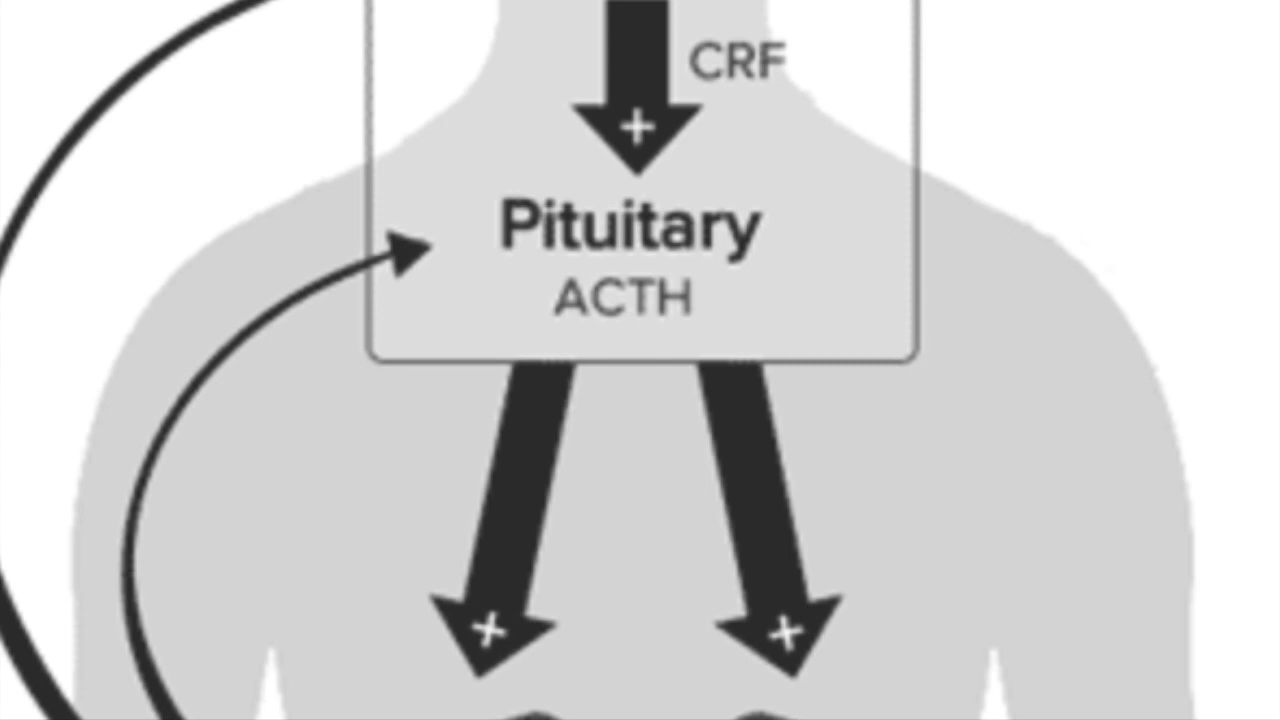 CRF
+
Pituitary
ACTH
+ +